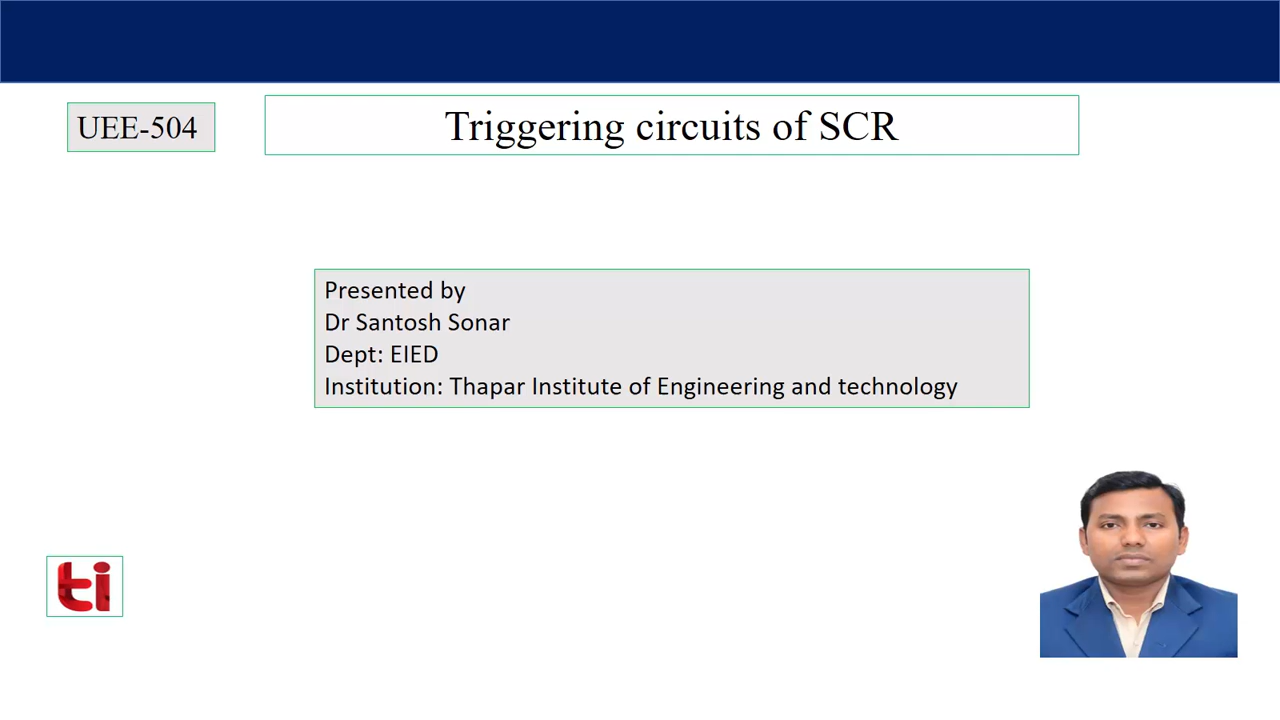 UEE-504
Triggering circuits of SCR
Presented by
Dr Santosh Sonar
Dept: EIED
Institution: Thapar Institute of Engineering and technology
ti